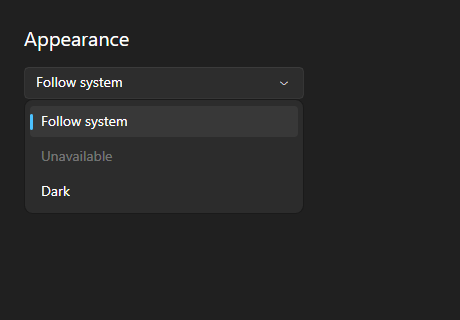 Appearance
Follow system
Follow system
Unavailable
Dark